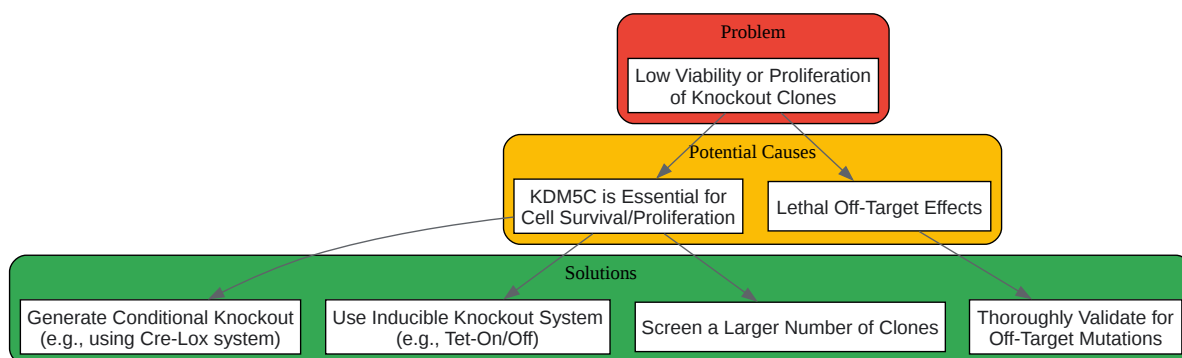 Problem
Low Viability or Proliferation
of Knockout Clones
Potential Causes
KDM5C is Essential for
Cell Survival/Proliferation
Lethal Off-Target Effects
Solutions
Generate Conditional Knockout
(e.g., using Cre-Lox system)
Use Inducible Knockout System
(e.g., Tet-On/Off)
Screen a Larger Number of Clones
Thoroughly Validate for
Off-Target Mutations